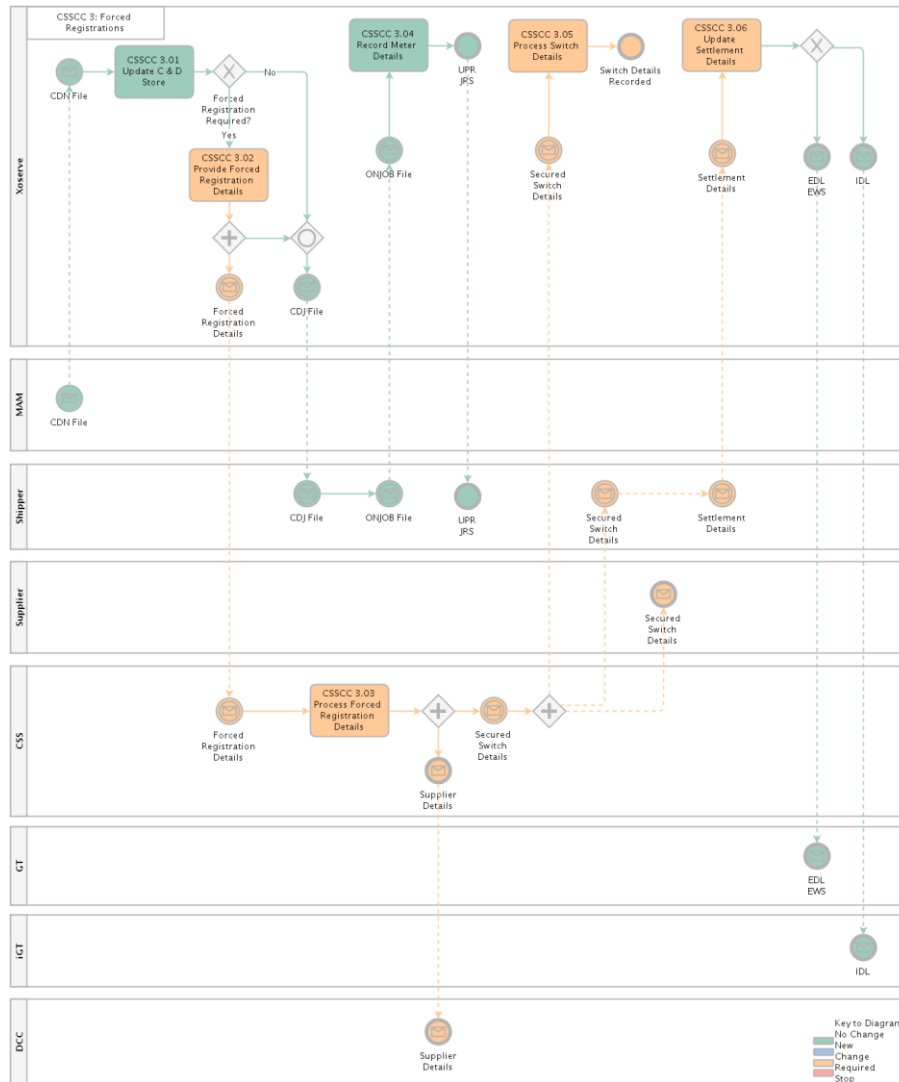 CSSCC 3: Forced
Registrations
Xoserve
CDN File
CSSCC 3.01
Update C & D
Store
No
Forced
Registration
Required?
Yes
CSSCC 3.02
Provide Forced
Registration
Details
Forced
Registration
Details
CDJ File
CSSCC 3.04
Record Meter
Details
UPR
JRS
ONJOB File
CSSCC 3.05
Process Switch
Details
Switch Details
Recorded
Secured
Switch
Details
CSSCC 3.06
Update
Settlement
Details
Settlement
Details
EDL
EWS
IDL
MAM
CDN File
Shipper
CDJ File
ONJOB File
UPR
JRS
Secured
Switch
Details
Settlement
Details
Supplier
Secured
Switch
Details
CSS
Forced
Registration
Details
CSSCC 3.03
Process Forced
Registration
Details
Secured
Switch
Details
Supplier
Details
GT
EDL
EWS
iGT
IDL
DCC
Supplier
Details
Key to Diagram
No Change
New
Change
Required
Stop